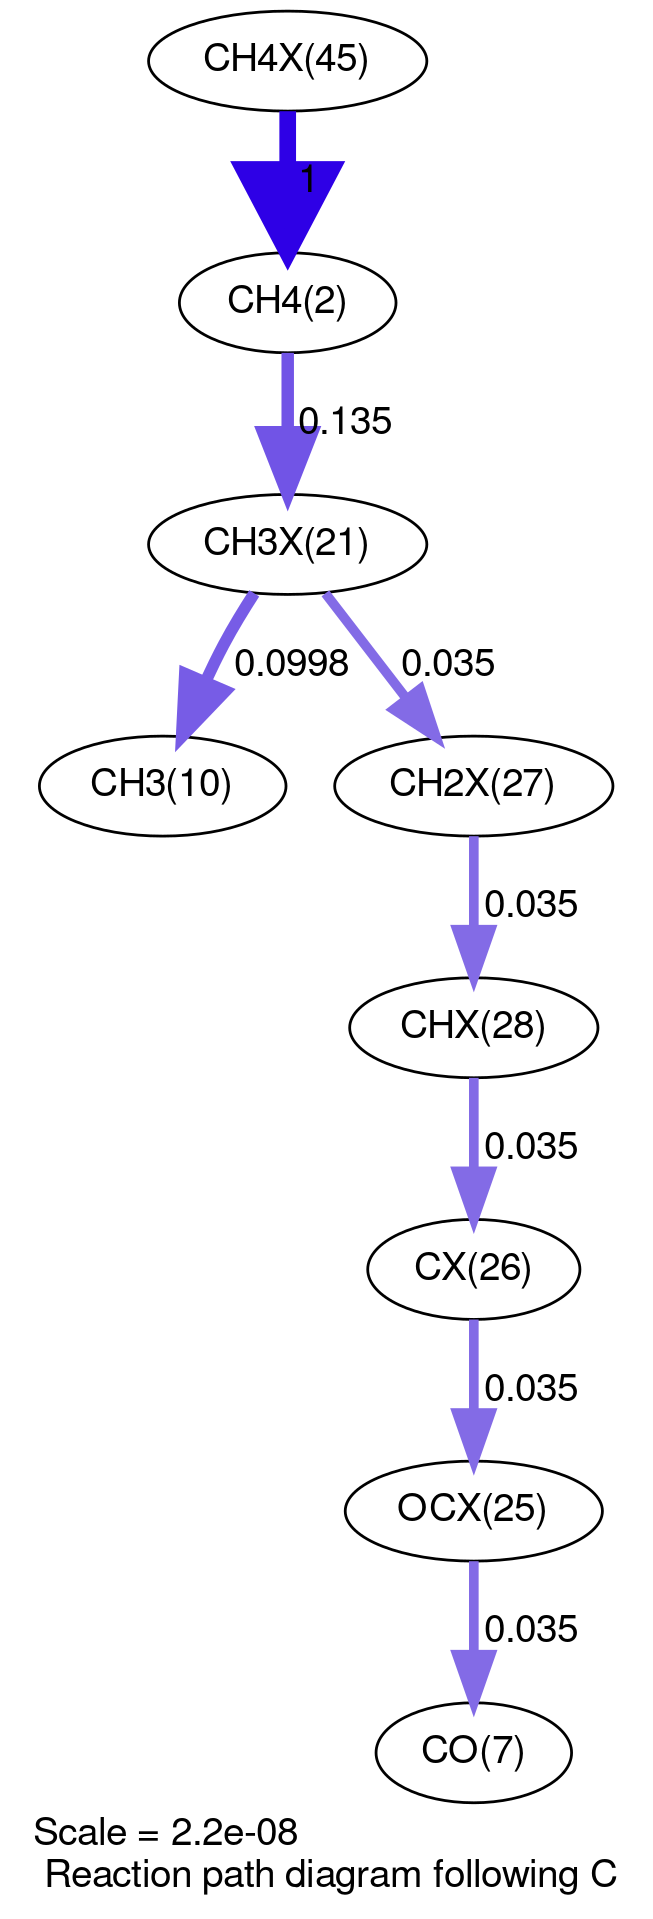 CH4X(45)
1
CH4(2)
0.135
CH3X(21)
0.0998
0.035
CH3(10)
CH2X(27)
0.035
CHX(28)
0.035
CX(26)
0.035
OCX(25)
0.035
CO(7)
Scale = 2.2e-08
Reaction path diagram following C